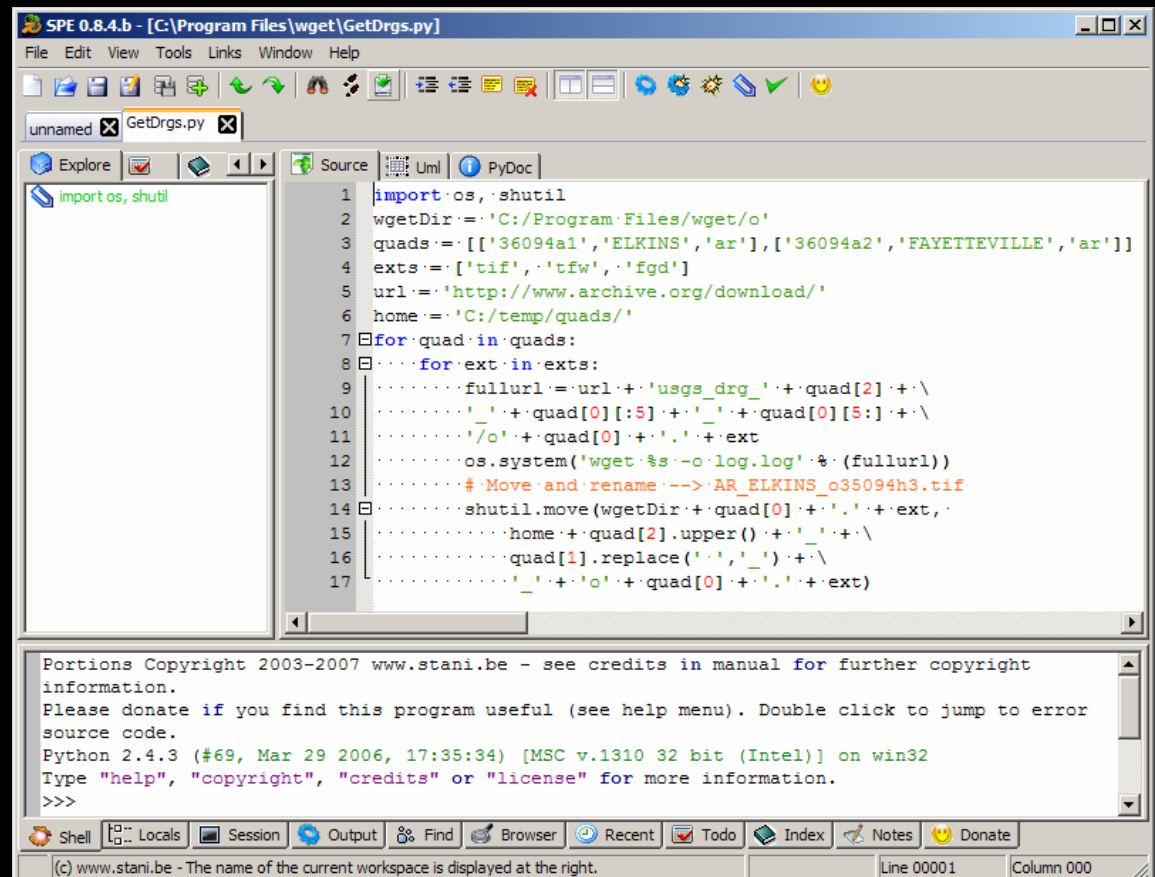 SPE 0.8.4.b - [C:\Program Files\wget\GetDrgs.py]
File Edit View Tools Links Window Help
unnamed GetDrgs.py
Explore
import os, shutil
Source Uml PyDoc
1 import os, shutil
2 wgetDir = 'C:/Program Files/wget/o'
3 quads = [['36094a1','ELKINS','ar'],['36094a2','FAYETTEVILLE','ar']]
4 exts = ['tif', 'tfw', 'fgd']
5 url = 'http://www.archive.org/download/'
6 home = 'C:/temp/quads/'
7 for quad in quads:
8     for ext in exts:
9         fullurl = url + 'usgs_drg_' + quad[2] + \
10         '_' + quad[0][:5] + '_' + quad[0][5:] + \
11         '/o' + quad[0] + '.' + ext
12         os.system('wget %s -o log.log' % (fullurl))
13         # Move and rename --> AR_ELKINS_o35094h3.tif
14         shutil.move(wgetDir + quad[0] + '.' + ext,
15             home + quad[2].upper() + '_' + \
16             quad[1].replace(' ','_') + \
17             '_' + 'o' + quad[0] + '.' + ext)
Portions Copyright 2003-2007 www.stani.be - see credits in manual for further copyright
information.
Please donate if you find this program useful (see help menu). Double click to jump to error
source code.
Python 2.4.3 (#69, Mar 29 2006, 17:35:34) [MSC v.1310 32 bit (Intel)] on win32
Type "help", "copyright", "credits" or "license" for more information.
>>>
Shell Locals Session Output Find Browser Recent Todo Index Notes Donate
(c) www.stani.be - The name of the current workspace is displayed at the right. Line 00001 Column 000